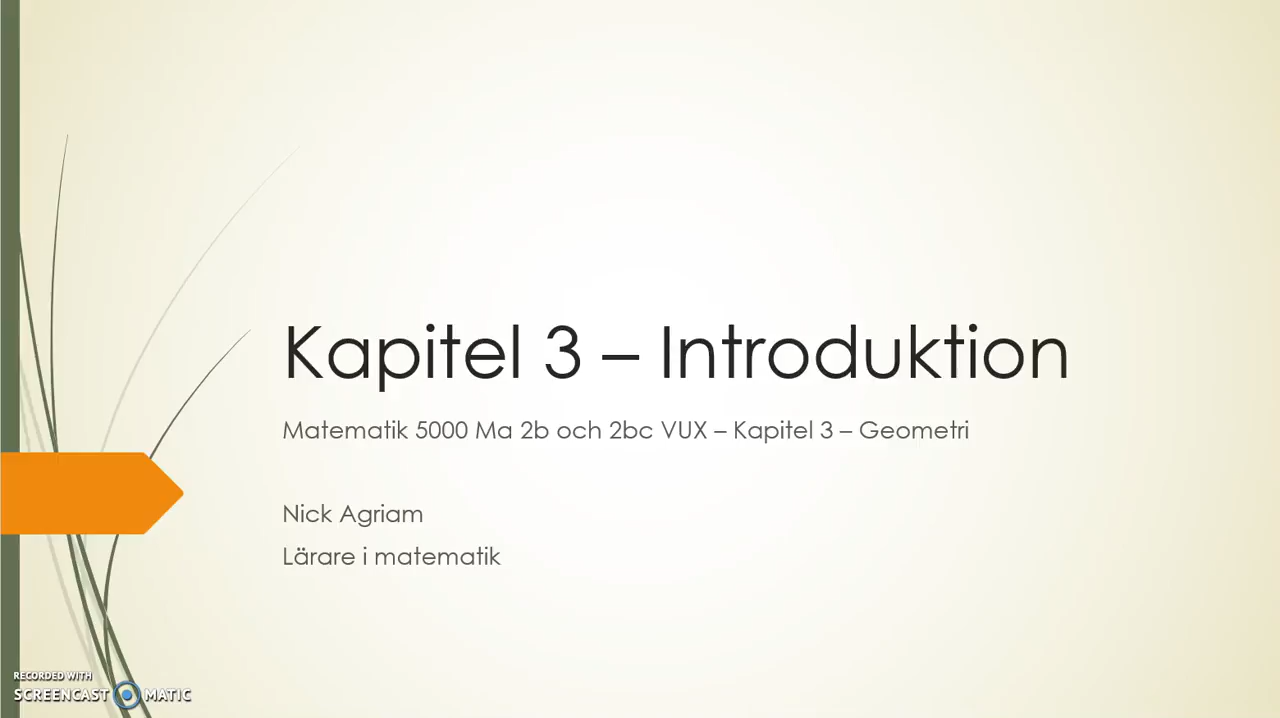 Kapitel 3 – Introduktion
Matematik 5000 Ma 2b och 2bc VUX – Kapitel 3 – Geometri
Nick Agriam
Lärare i matematik
RECORDED WITH
SCREENCAST MATIC